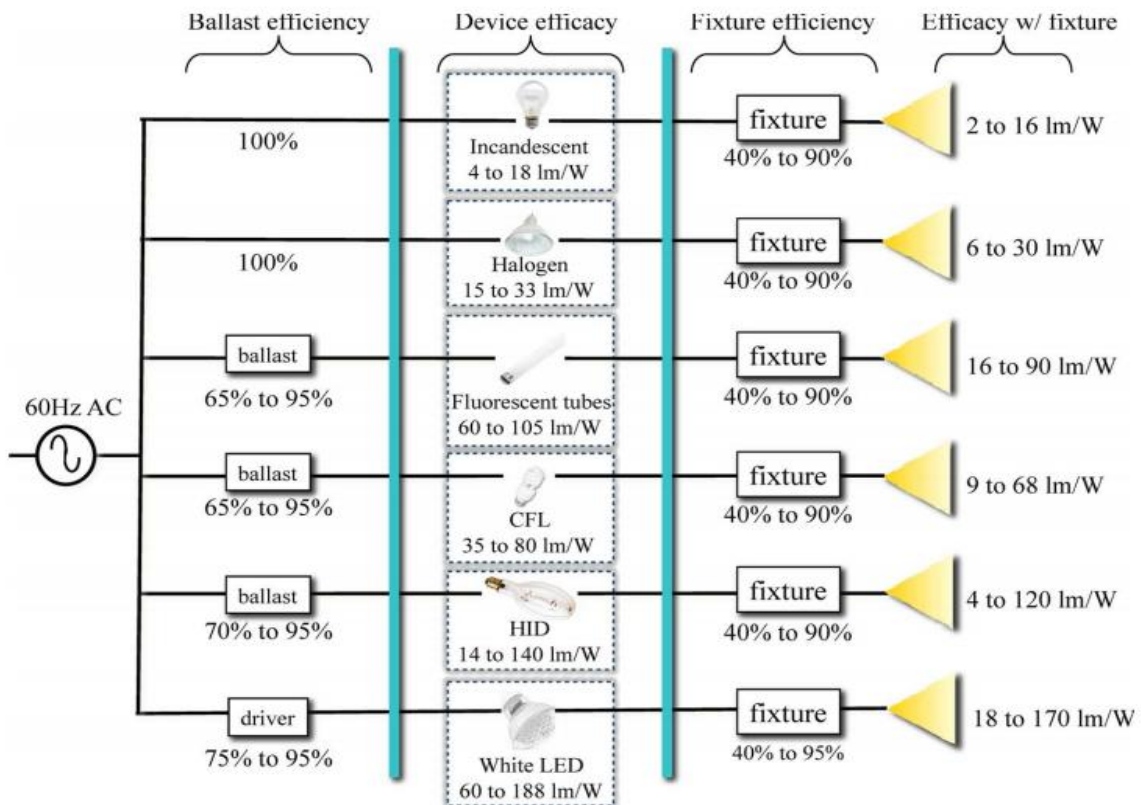 Ballast efficiency Device efficacy Fixture efficiency Efficacy w/ fixture
100%
Incandescent
4 to 18 lm/W
fixture
40% to 90%
2 to 16 lm/W
100%
Halogen
15 to 33 lm/W
fixture
40% to 90%
6 to 30 lm/W
ballast
65% to 95%
Fluorescent tubes
60 to 105 lm/W
fixture
40% to 90%
16 to 90 lm/W
60Hz AC
ballast
65% to 95%
CFL
35 to 80 lm/W
fixture
40% to 90%
9 to 68 lm/W
ballast
70% to 95%
HID
14 to 140 lm/W
fixture
40% to 90%
4 to 120 lm/W
driver
75% to 95%
White LED
60 to 188 lm/W
fixture
40% to 95%
18 to 170 lm/W